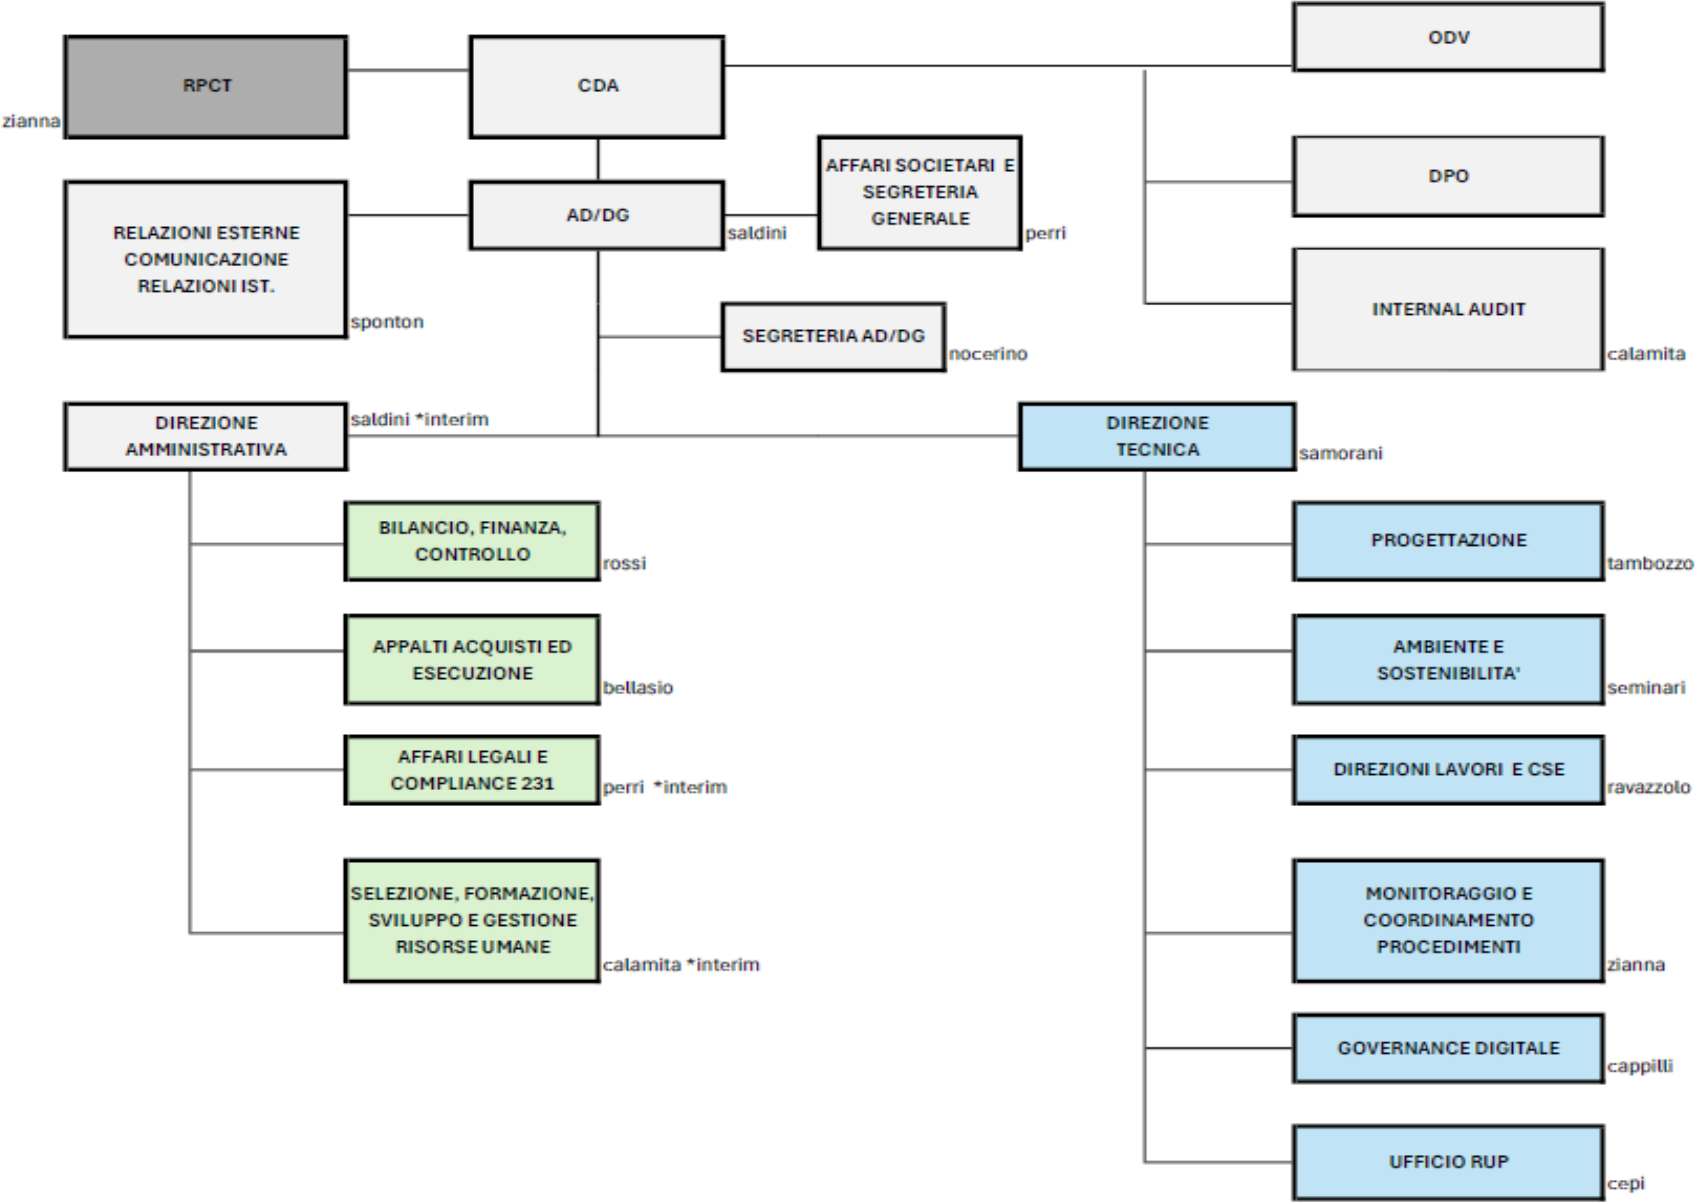 ODV
RPCT
CDA
zianna
AFFARI SOCIETARI E
SEGRETERIA
GENERALE
perri
DPO
AD/DG
saldini
RELAZIONI ESTERNE
COMUNICAZIONE
RELAZIONI IST.
sponton
INTERNAL AUDIT
calamita
SEGRETERIA AD/DG
nocerino
DIREZIONE
AMMINISTRATIVA
saldini *interim
DIREZIONE
TECNICA
samorani
BILANCIO, FINANZA,
CONTROLLO
rossi
PROGETTAZIONE
tambozzo
APPALTI ACQUISTI ED
ESECUZIONE
bellasio
AMBIENTE E
SOSTENIBILITA'
seminari
AFFARI LEGALI E
COMPLIANCE 231
perri *interim
DIREZIONI LAVORI E CSE
ravazzolo
SELEZIONE, FORMAZIONE,
SVILUPPO E GESTIONE
RISORSE UMANE
calamita *interim
MONITORAGGIO E
COORDINAMENTO
PROCEDIMENTI
zianna
GOVERNANCE DIGITALE
cappilli
UFFICIO RUP
cepi